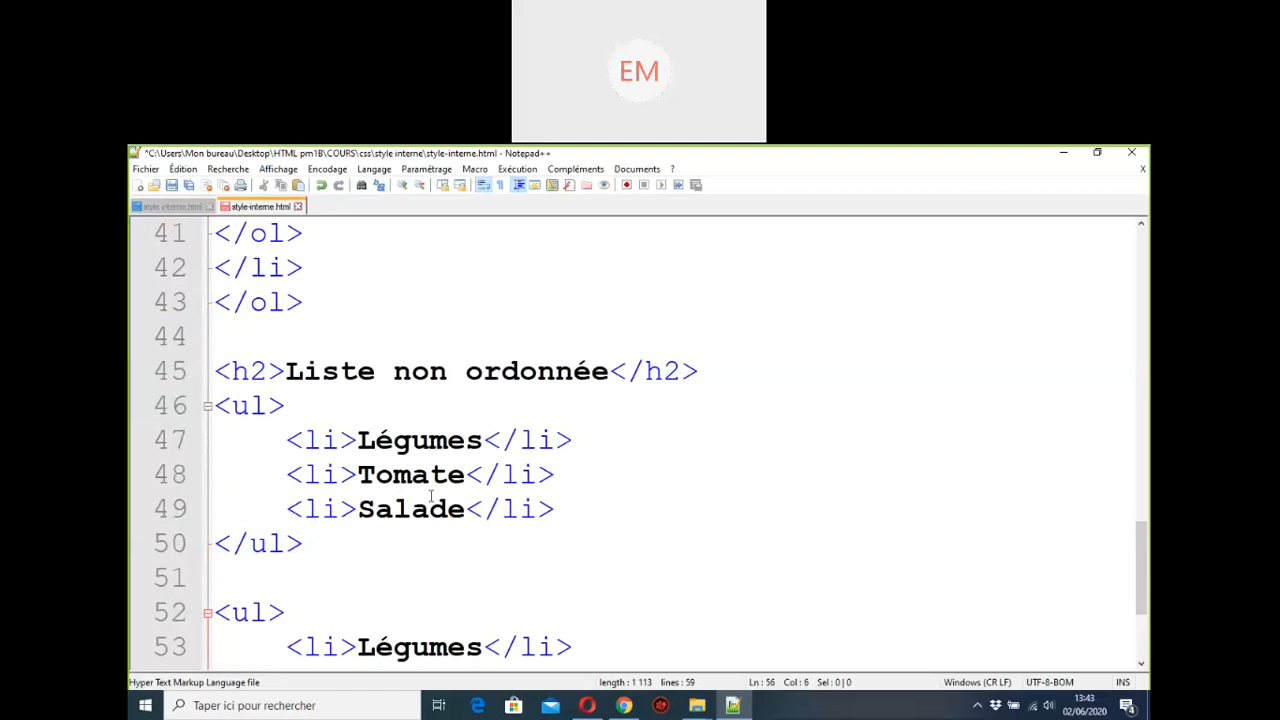 EM
*C:\Users\Mon bureau\Desktop\HTML pm1B\COURS\css\style interne\style-interne.html - Notepad++
Fichier Édition Recherche Affichage Encodage Langage Paramétrage Macro Exécution Compléments Documents ? X
style interne.html style-interne.html
41 </ol>
42 </li>
43 </ol>
44
45 <h2>Liste non ordonnée</h2>
46 <ul>
47 <li>Légumes</li>
48 <li>Tomate</li>
49 <li>Salade</li>
50 </ul>
51
52 <ul>
53 <li>Légumes</li>
Hyper Text Markup Language file length : 1 113 lines : 59 Ln : 56 Col : 6 Sel : 0 | 0 Windows (CR LF) UTF-8-BOM INS
Taper ici pour rechercher
13:43
02/06/2020
4